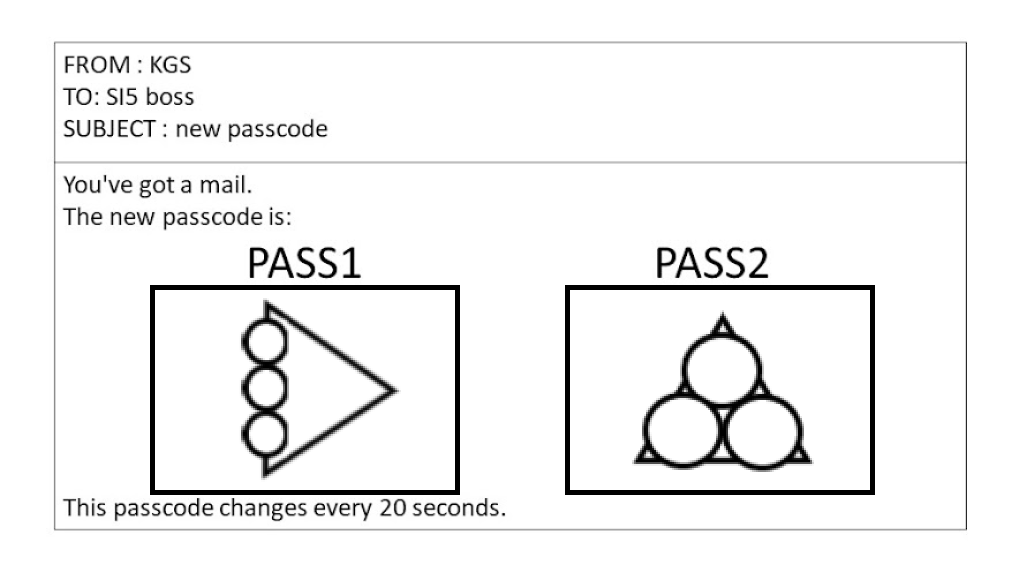 FROM : KGS
TO: SI5 boss
SUBJECT : new passcode
You've got a mail.
The new passcode is:
PASS1 PASS2
This passcode changes every 20 seconds.